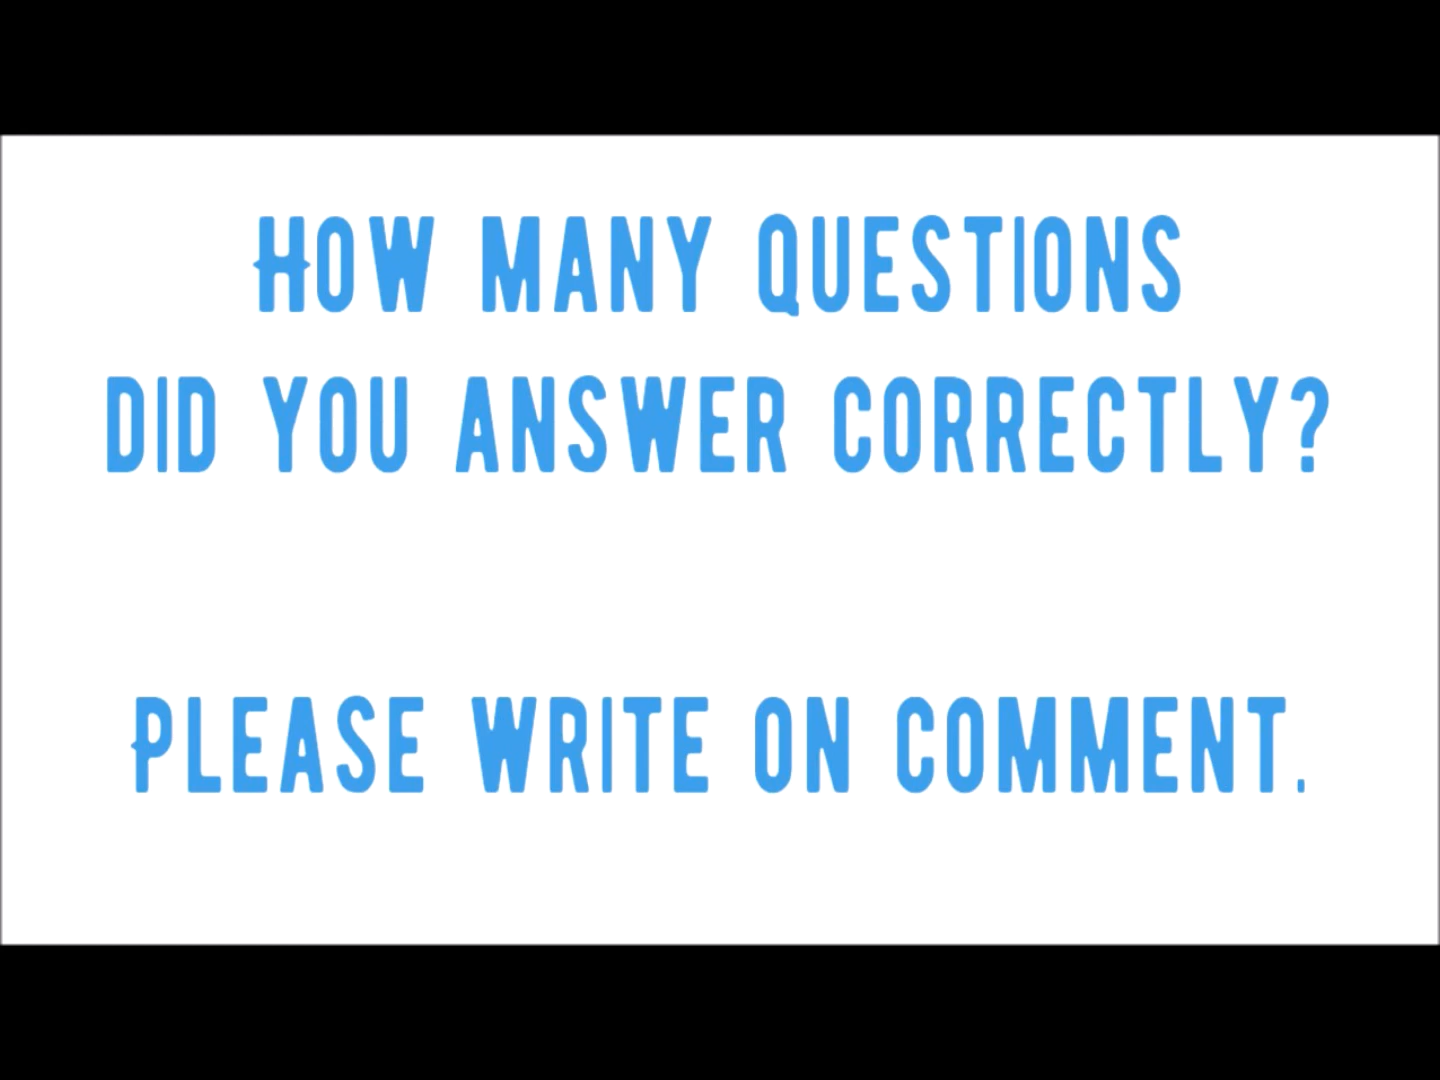 How many questions
did you answer correctly?
Please write on comment.